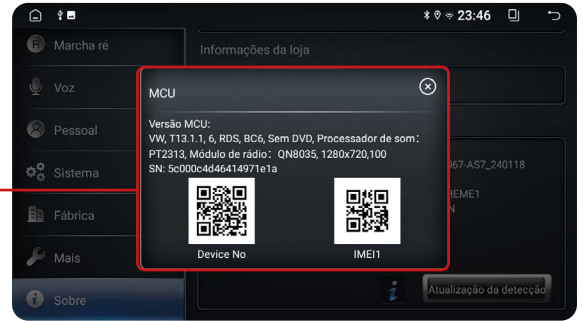 23:46
R
Marcha ré
Informações da loja
Voz
MCU
Versão MCU:
VW, T13.1.1, 6, RDS, BC6, Sem DVD, Processador de som:
PT2313, Módulo de rádio: QN8035, 1280x720,100
SN: 5c000c4d46414971e1a
Pessoal
067-AS7_240118
Sistema
HEME1
N
Fábrica
Device No
IMEI1
Mais
Sobre
Atualização da detecção